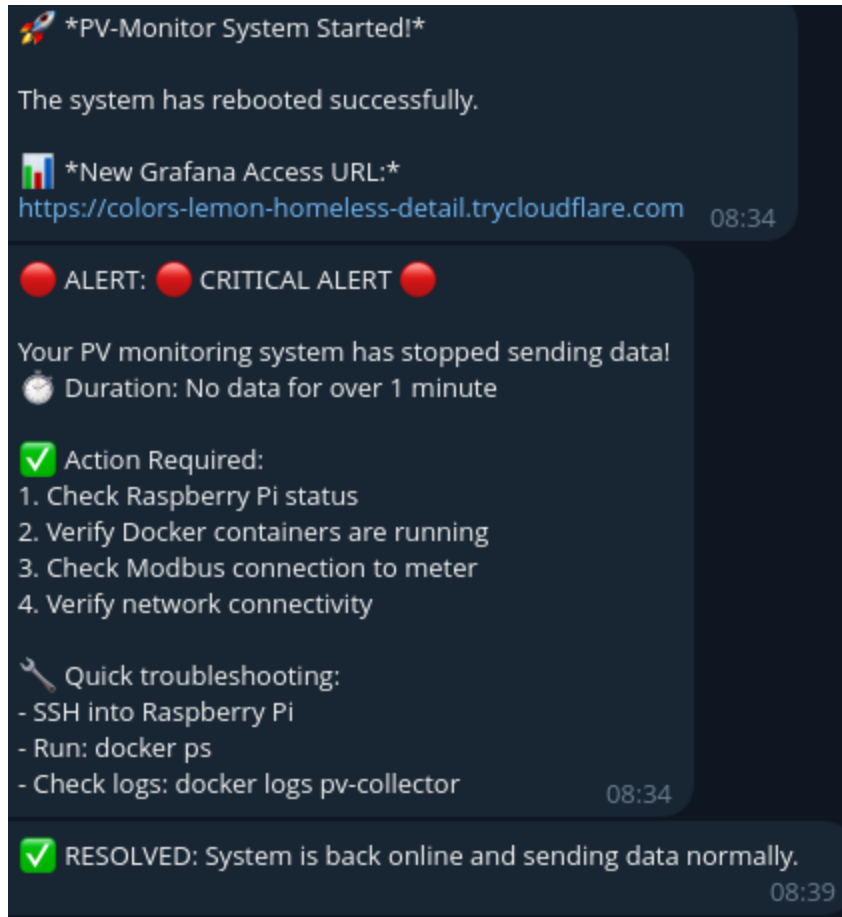 🚀 *PV-Monitor System Started!*
The system has rebooted successfully.
📊 *New Grafana Access URL:*
https://colors-lemon-homeless-detail.trycloudflare.com
08:34
🔴 ALERT: 🔴 CRITICAL ALERT 🔴
Your PV monitoring system has stopped sending data!
⏱️ Duration: No data for over 1 minute
✅ Action Required:
1. Check Raspberry Pi status
2. Verify Docker containers are running
3. Check Modbus connection to meter
4. Verify network connectivity
🔧 Quick troubleshooting:
- SSH into Raspberry Pi
- Run: docker ps
- Check logs: docker logs pv-collector
08:34
✅ RESOLVED: System is back online and sending data normally.
08:39